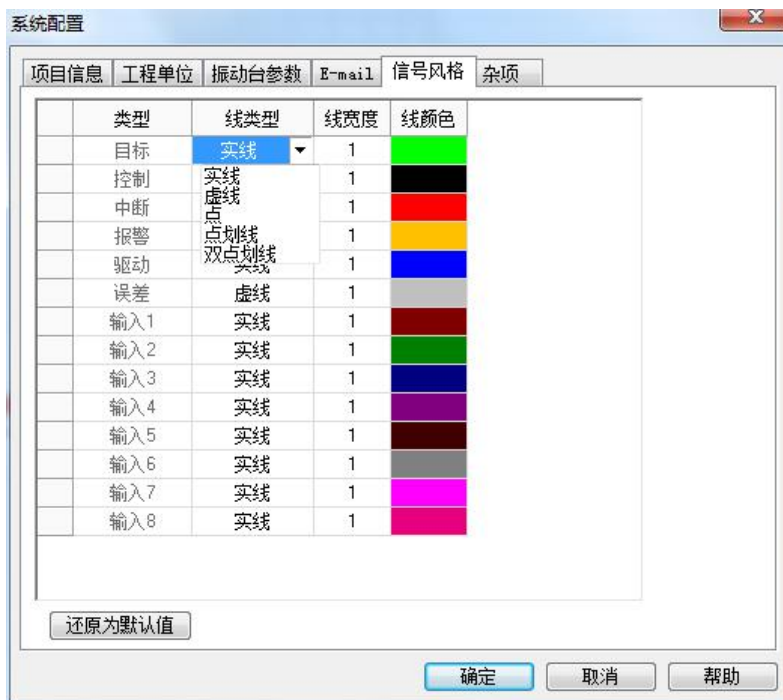 系统配置
项目信息 工程单位 振动台参数 E-mail 信号风格 杂项
类型 线类型 线宽度 线颜色
目标 实线 1
控制 实线 1
中断 虚线 1
点
报警 点划线 1
双点划线
驱动 实线 1
误差 虚线 1
输入1 实线 1
输入2 实线 1
输入3 实线 1
输入4 实线 1
输入5 实线 1
输入6 实线 1
输入7 实线 1
输入8 实线 1
还原为默认值
确定 取消 帮助